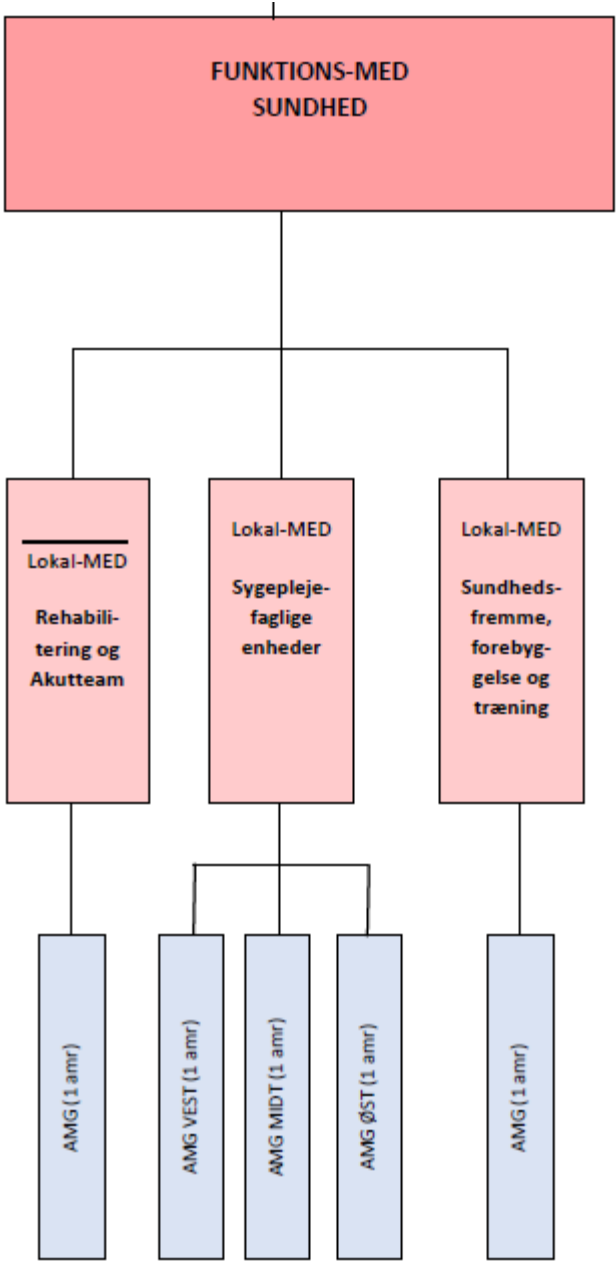 FUNKTIONS-MED
SUNDHED
Lokal-MED
Rehabili-
tering og
Akutteam
Lokal-MED
Sygepleje-
faglige
enheder
Lokal-MED
Sundheds-
fremme,
forebyg-
gelse og
træning
AMG (1 amr)
AMG VEST (1 amr)
AMG MIDT (1 amr)
AMG ØST (1 amr)
AMG (1 amr)